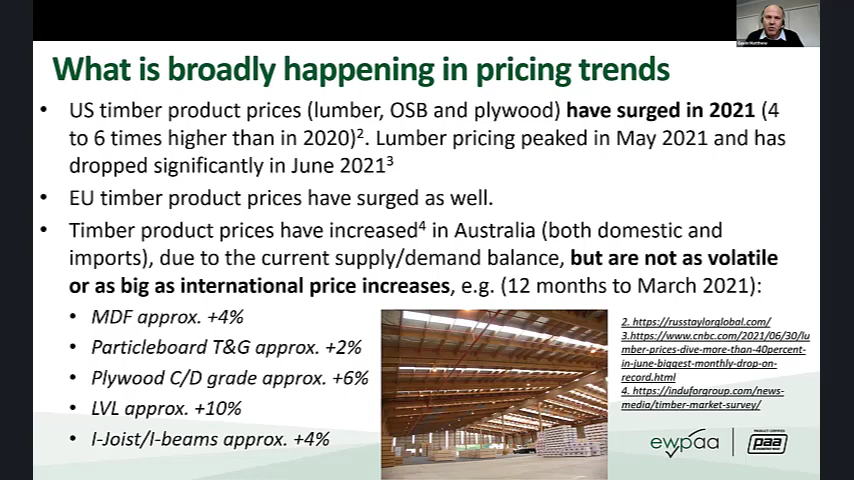 What is broadly happening in pricing trends
• US timber product prices (lumber, OSB and plywood) have surged in 2021 (4
to 6 times higher than in 2020)². Lumber pricing peaked in May 2021 and has
dropped significantly in June 2021³
• EU timber product prices have surged as well.
• Timber product prices have increased⁴ in Australia (both domestic and
imports), due to the current supply/demand balance, but are not as volatile
or as big as international price increases, e.g. (12 months to March 2021):
• MDF approx. +4%
• Particleboard T&G approx. +2%
• Plywood C/D grade approx. +6%
• LVL approx. +10%
• I-Joist/I-beams approx. +4%
2. https://russtaylorglobal.com/
3.https://www.cnbc.com/2021/06/30/lu
mber-prices-dive-more-than-40percent-
in-june-biggest-monthly-drop-on-
record.html
4. https://induforgroup.com/news-
media/timber-market-survey/
ewpaa
PRODUCT CERTIFIED
paa